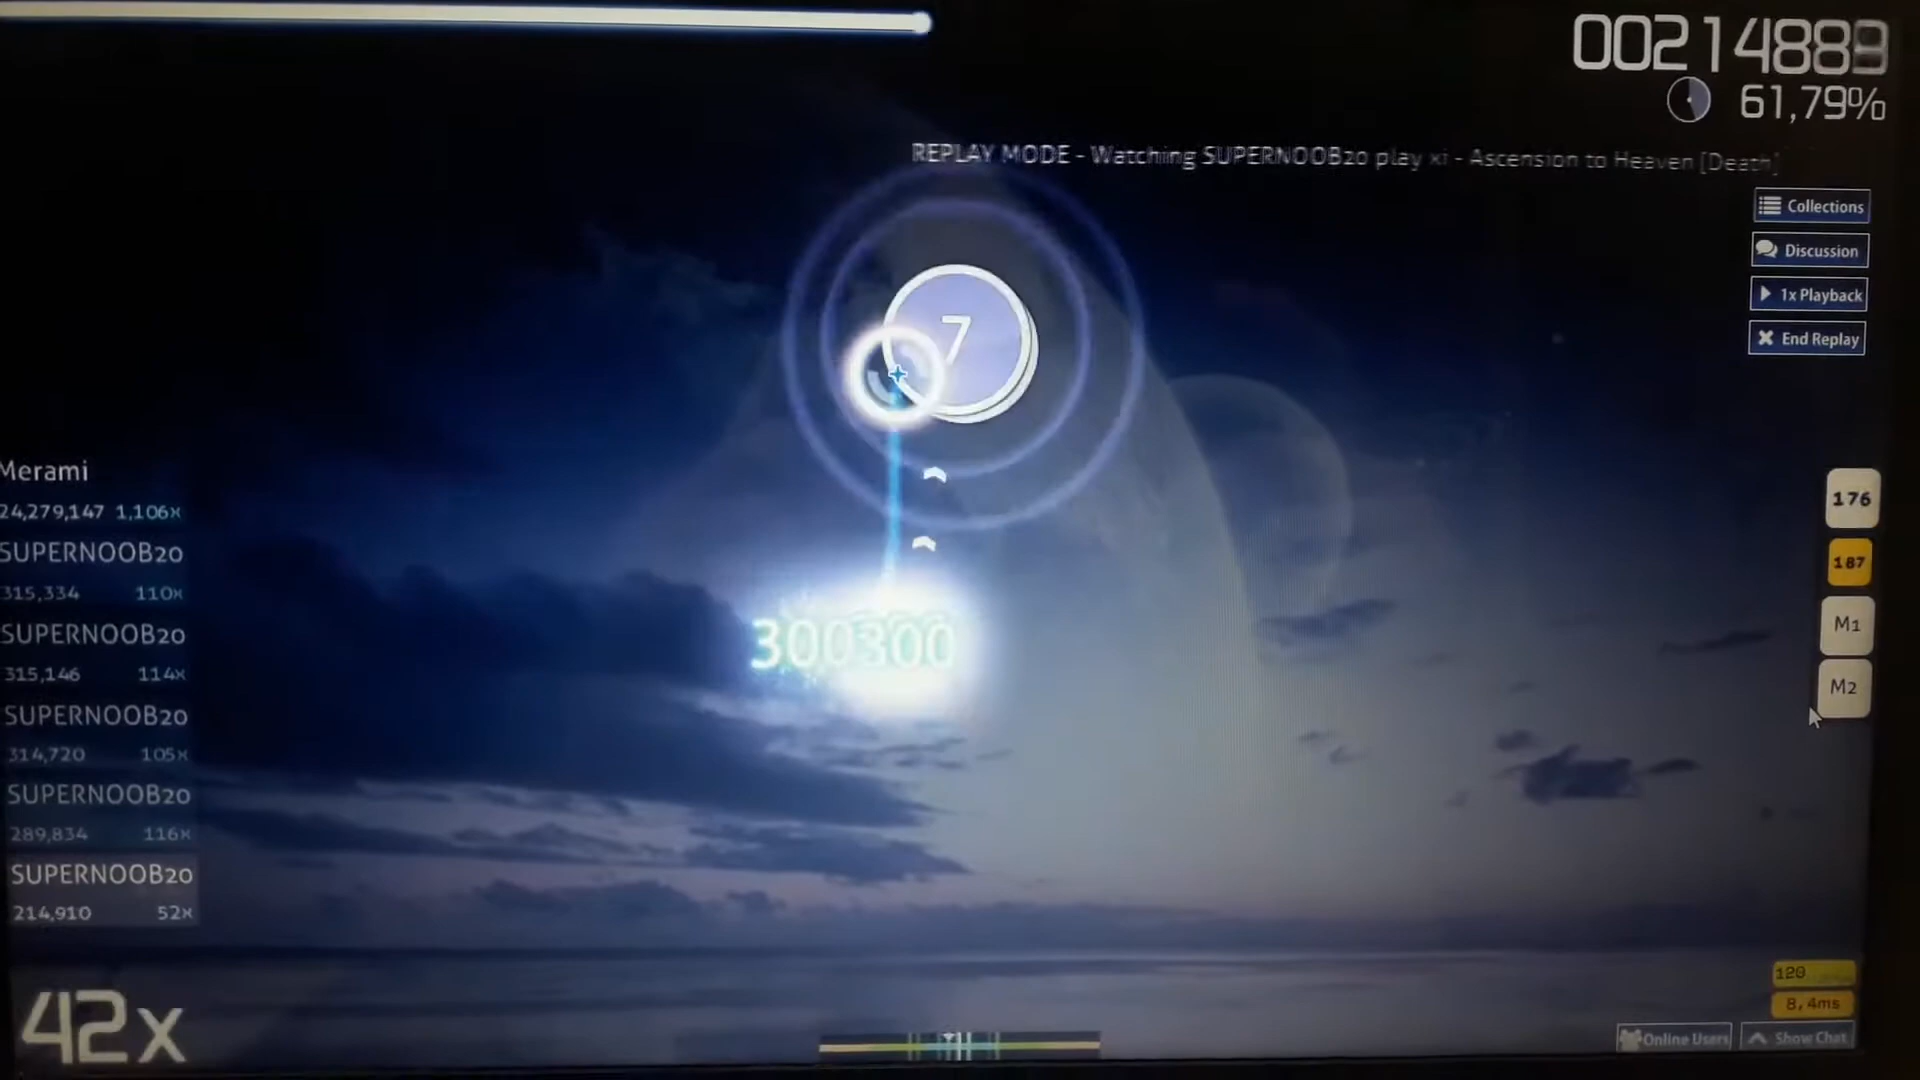 00214889
61,79%
REPLAY MODE - Watching SUPERNOOB20 play xi - Ascension to Heaven [Death]
Collections
Discussion
1x Playback
End Replay
7
300300
Merami
24,279,147 1,106x
SUPERNOOB20
315,334 110x
SUPERNOOB20
315,146 114x
SUPERNOOB20
314,720 105x
SUPERNOOB20
289,834 116x
SUPERNOOB20
214,910 52x
176
187
M1
M2
42x
120
8.4ms
Online Users
Show Chat